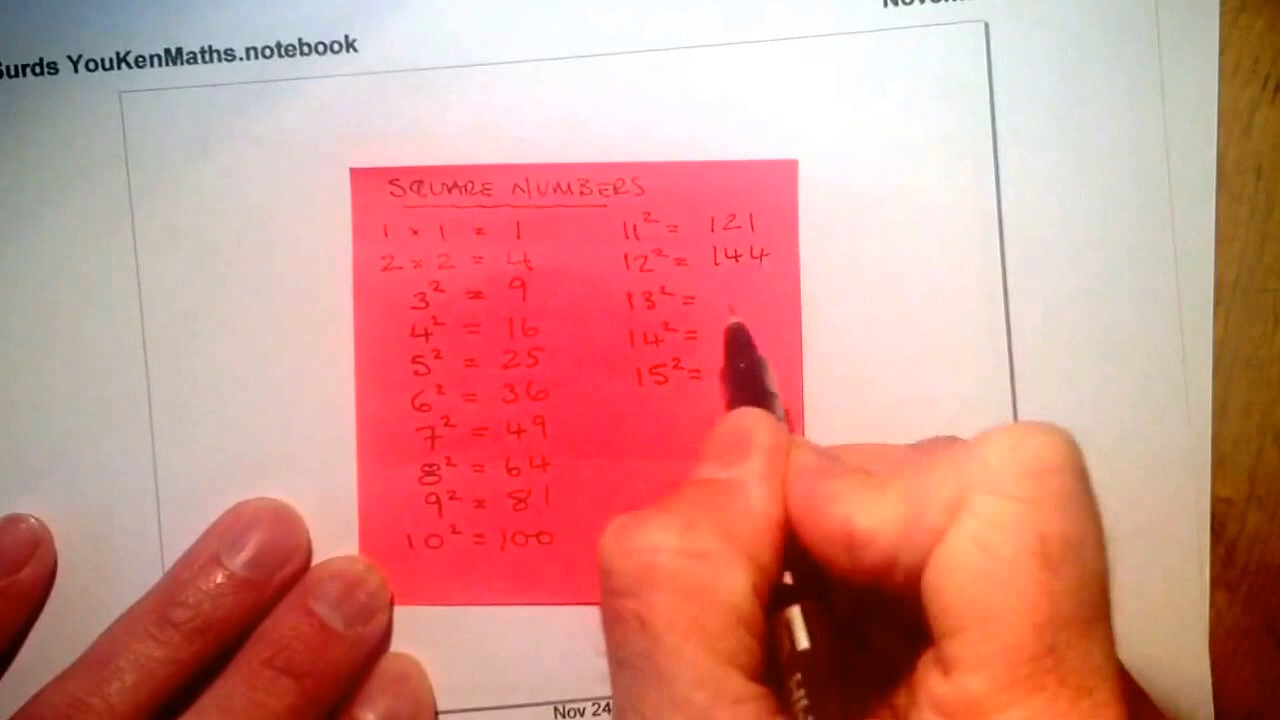 Surds YouKenMaths.notebook
SQUARE NUMBERS
1 × 1 = 1
2 × 2 = 4
3² = 9
4² = 16
5² = 25
6² = 36
7² = 49
8² = 64
9² = 81
10² = 100
11² = 121
12² = 144
13² =
14² =
15² =
Nov 24